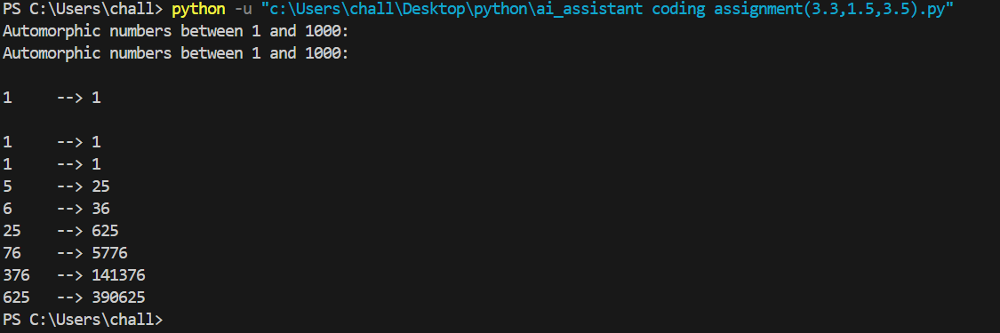 PS C:\Users\chall> python -u "c:\Users\chall\Desktop\python\ai_assistant coding assignment(3.3,1.5,3.5).py"
Automorphic numbers between 1 and 1000:
Automorphic numbers between 1 and 1000:
1     --> 1
1     --> 1
1     --> 1
5     --> 25
6     --> 36
25    --> 625
76    --> 5776
376   --> 141376
625   --> 390625
PS C:\Users\chall>